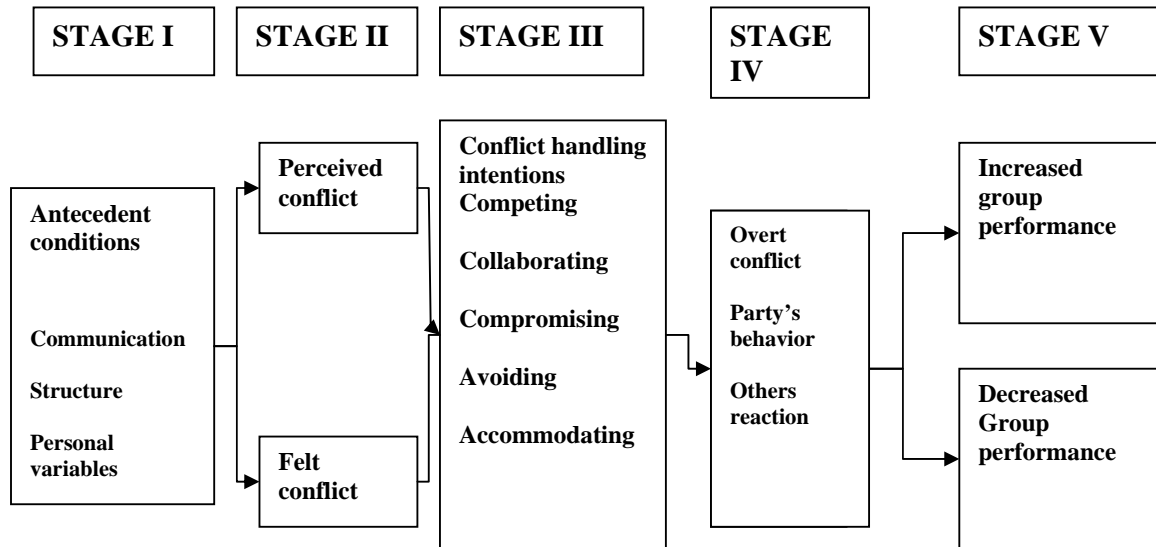 STAGE I
STAGE II
STAGE III
STAGE
IV
STAGE V
Antecedent
conditions
Communication
Structure
Personal
variables
Perceived
conflict
Felt
conflict
Conflict handling
intentions
Competing
Collaborating
Compromising
Avoiding
Accommodating
Overt
conflict
Party’s
behavior
Others
reaction
Increased
group
performance
Decreased
Group
performance